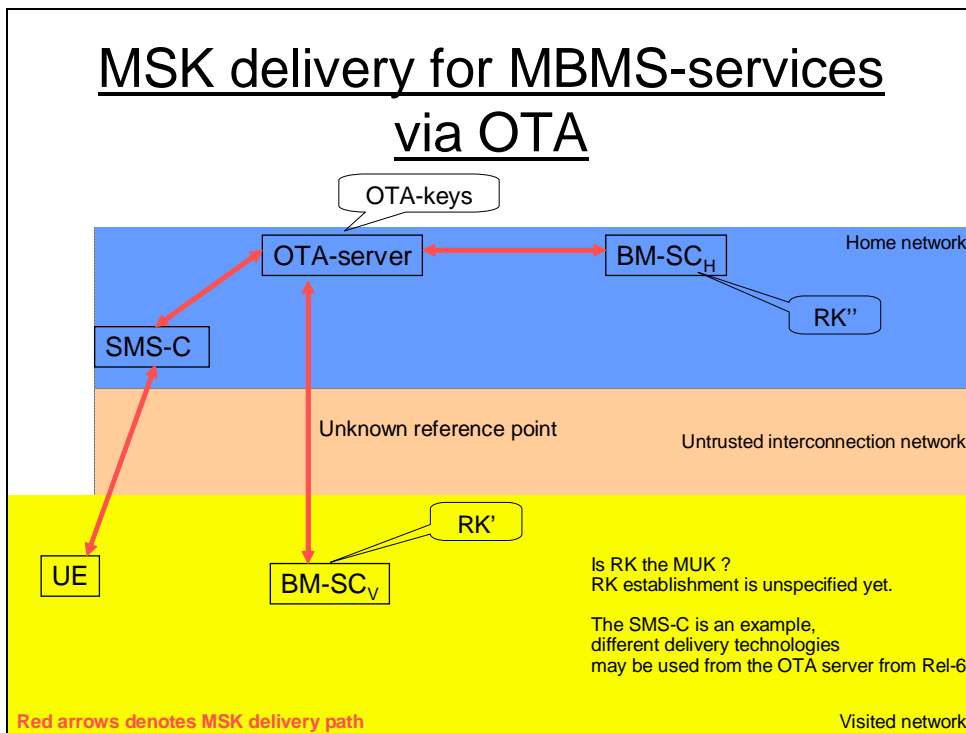 MSK delivery for MBMS-services
via OTA
OTA-keys
Home network
OTA-server
BM-SCH
RK''
SMS-C
Unknown reference point
Untrusted interconnection network
RK'
UE
BM-SCV
Is RK the MUK ?
RK establishment is unspecified yet.
The SMS-C is an example,
different delivery technologies
may be used from the OTA server from Rel-6
Red arrows denotes MSK delivery path
Visited network